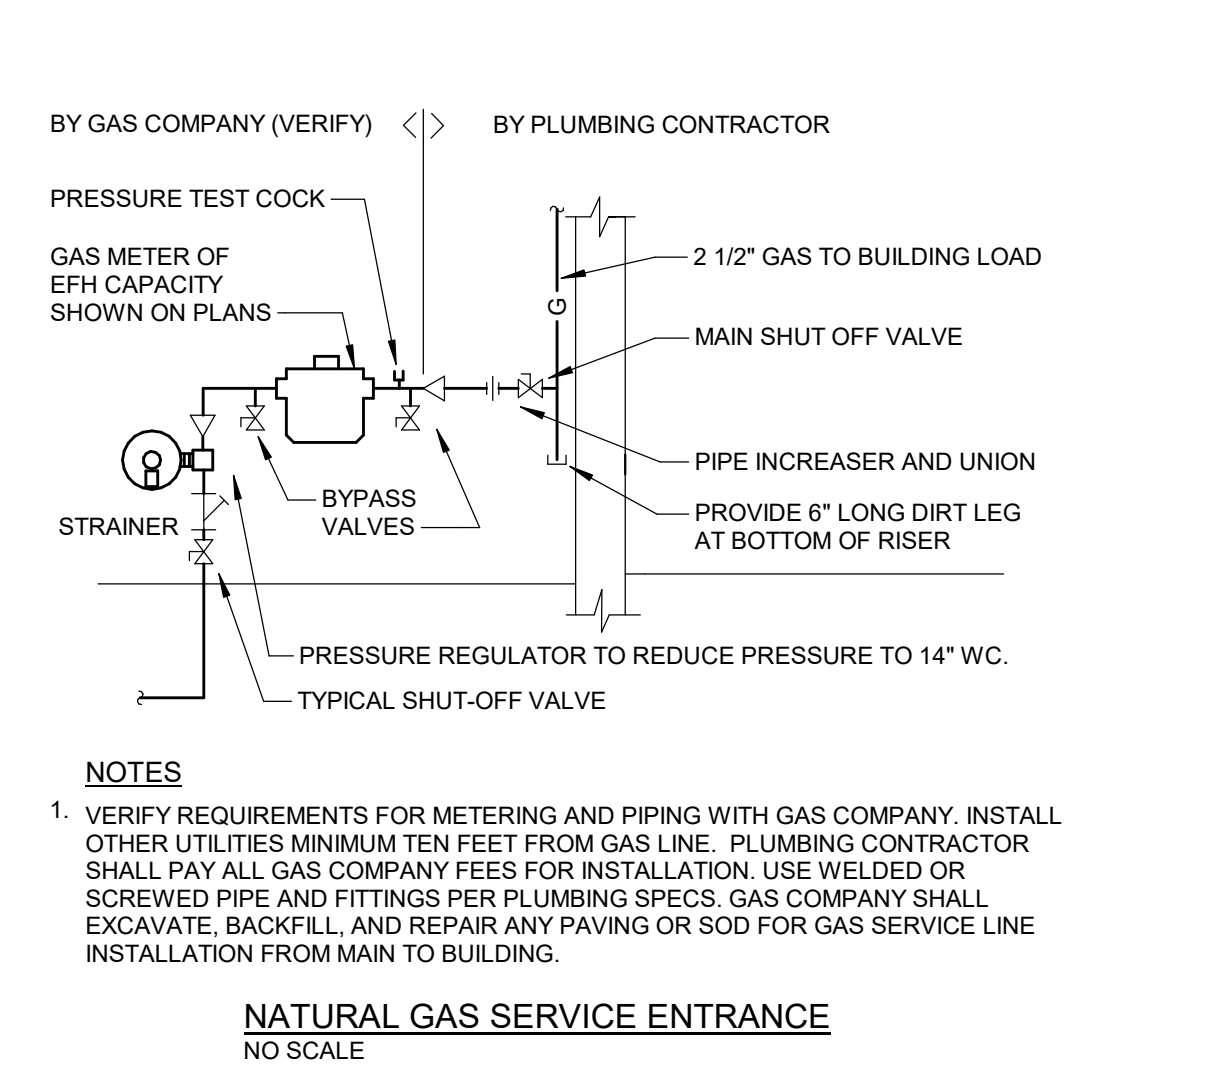 BY GAS COMPANY (VERIFY)
BY PLUMBING CONTRACTOR
PRESSURE TEST COCK
GAS METER OF
EFH CAPACITY
SHOWN ON PLANS
2 1/2" GAS TO BUILDING LOAD
G
MAIN SHUT OFF VALVE
PIPE INCREASER AND UNION
BYPASS
VALVES
STRAINER
PROVIDE 6" LONG DIRT LEG
AT BOTTOM OF RISER
PRESSURE REGULATOR TO REDUCE PRESSURE TO 14" WC.
TYPICAL SHUT-OFF VALVE
NOTES
1. VERIFY REQUIREMENTS FOR METERING AND PIPING WITH GAS COMPANY. INSTALL
OTHER UTILITIES MINIMUM TEN FEET FROM GAS LINE.  PLUMBING CONTRACTOR
SHALL PAY ALL GAS COMPANY FEES FOR INSTALLATION. USE WELDED OR
SCREWED PIPE AND FITTINGS PER PLUMBING SPECS. GAS COMPANY SHALL
EXCAVATE, BACKFILL, AND REPAIR ANY PAVING OR SOD FOR GAS SERVICE LINE
INSTALLATION FROM MAIN TO BUILDING.
NATURAL GAS SERVICE ENTRANCE
NO SCALE